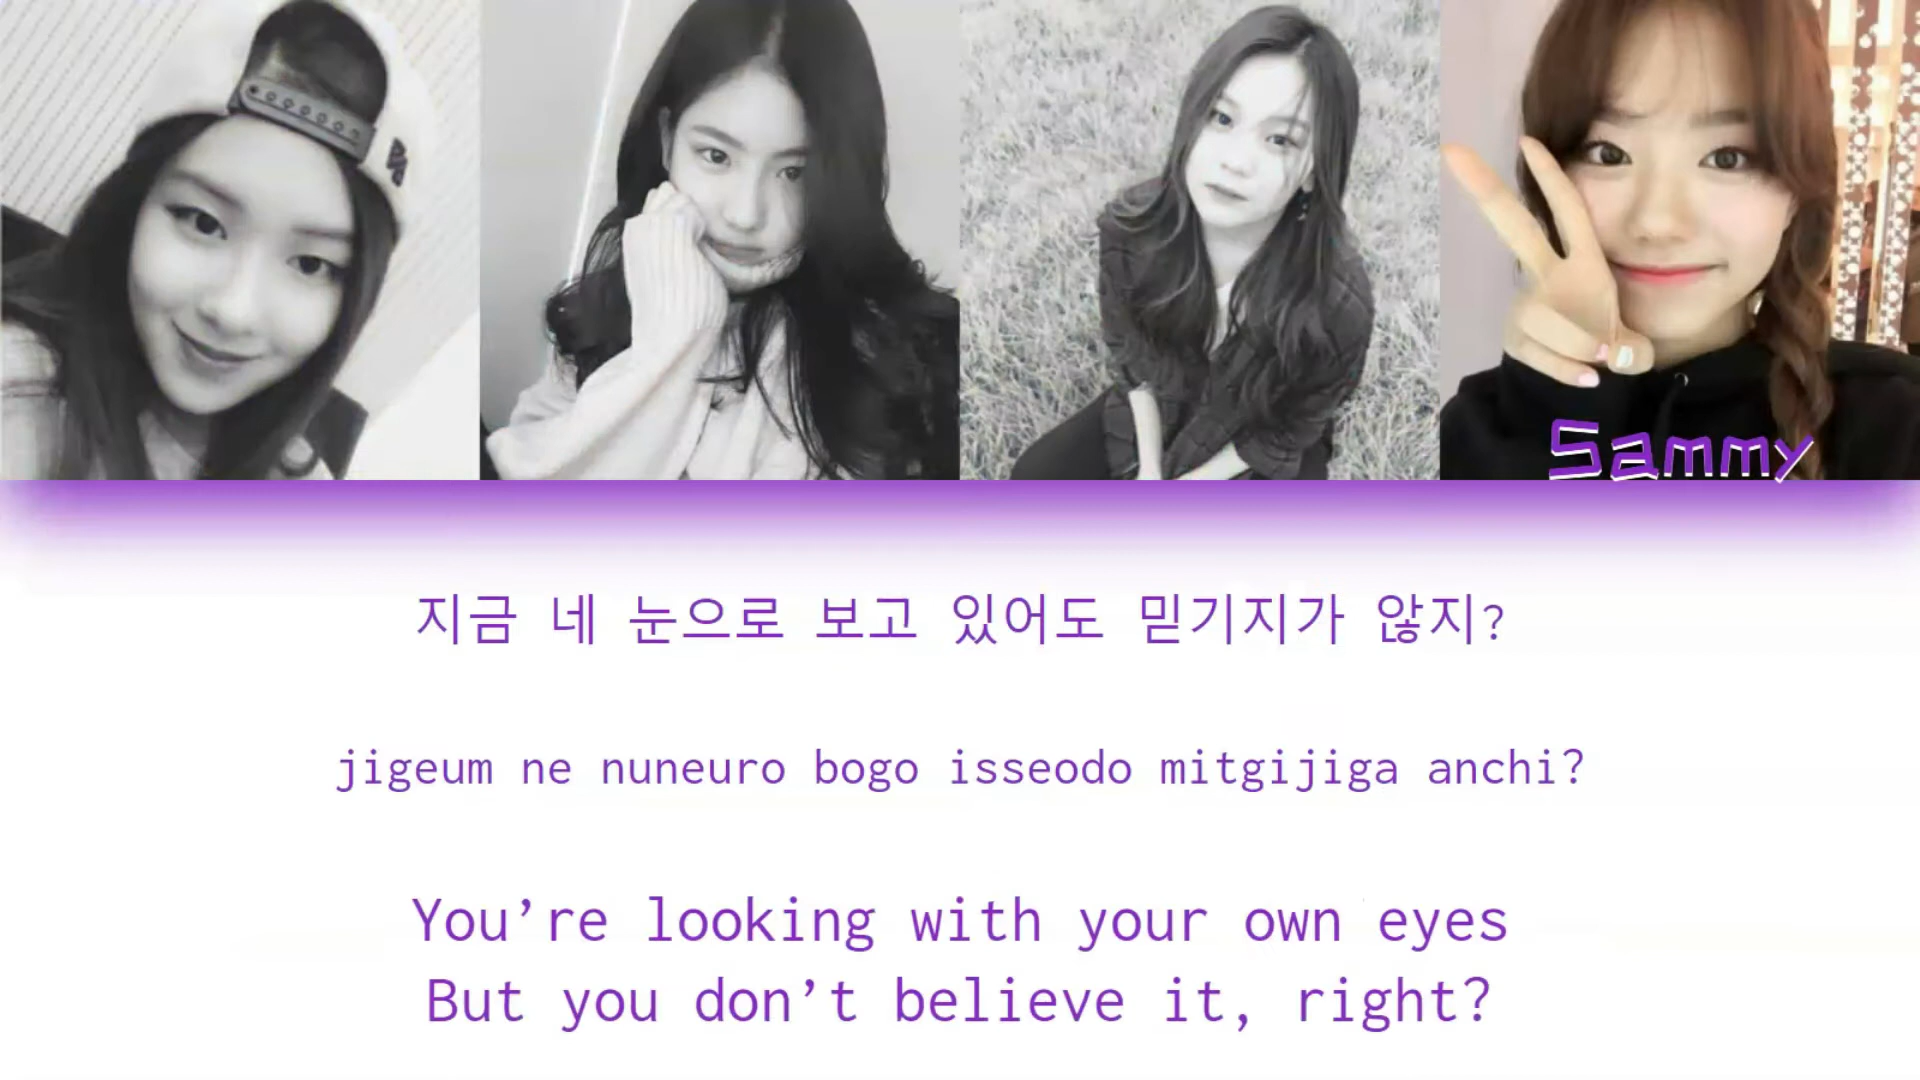 Sammy
지금 네 눈으로 보고 있어도 믿기지가 않지?
jigeum ne nuneuro bogo isseodo mitgijiga anchi?
You’re looking with your own eyes
But you don’t believe it, right?